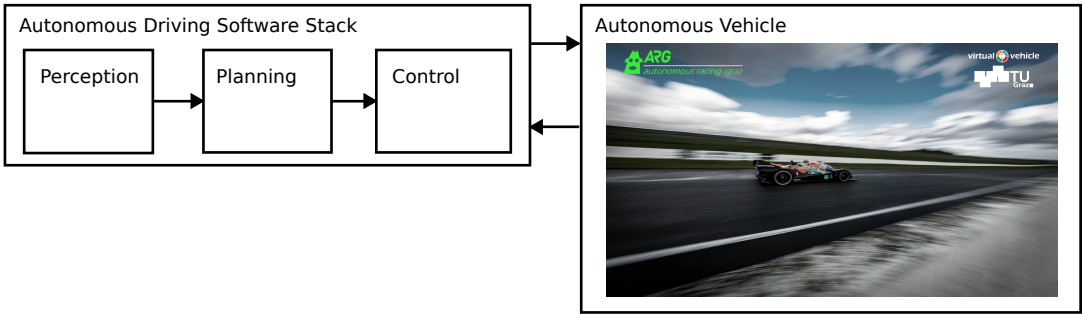 Autonomous Driving Software Stack
Perception
Planning
Control
Autonomous Vehicle
ARG
autonomous racing graz
virtual vehicle
TU
Graz